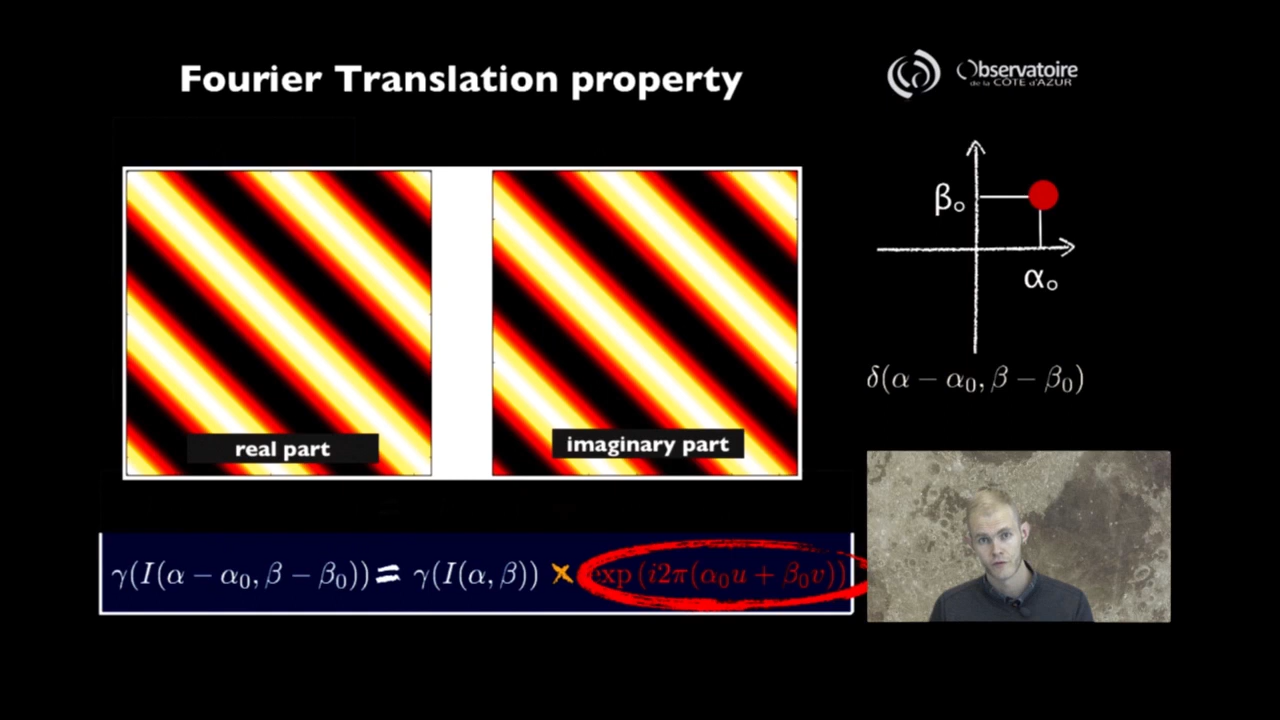 Fourier Translation property
Observatoire
de la CÔTE d'AZUR
β₀
α₀
δ(α − α₀, β − β₀)
real part
imaginary part
γ(I(α − α₀, β − β₀)) = γ(I(α, β)) × exp (i2π(α₀u + β₀v))